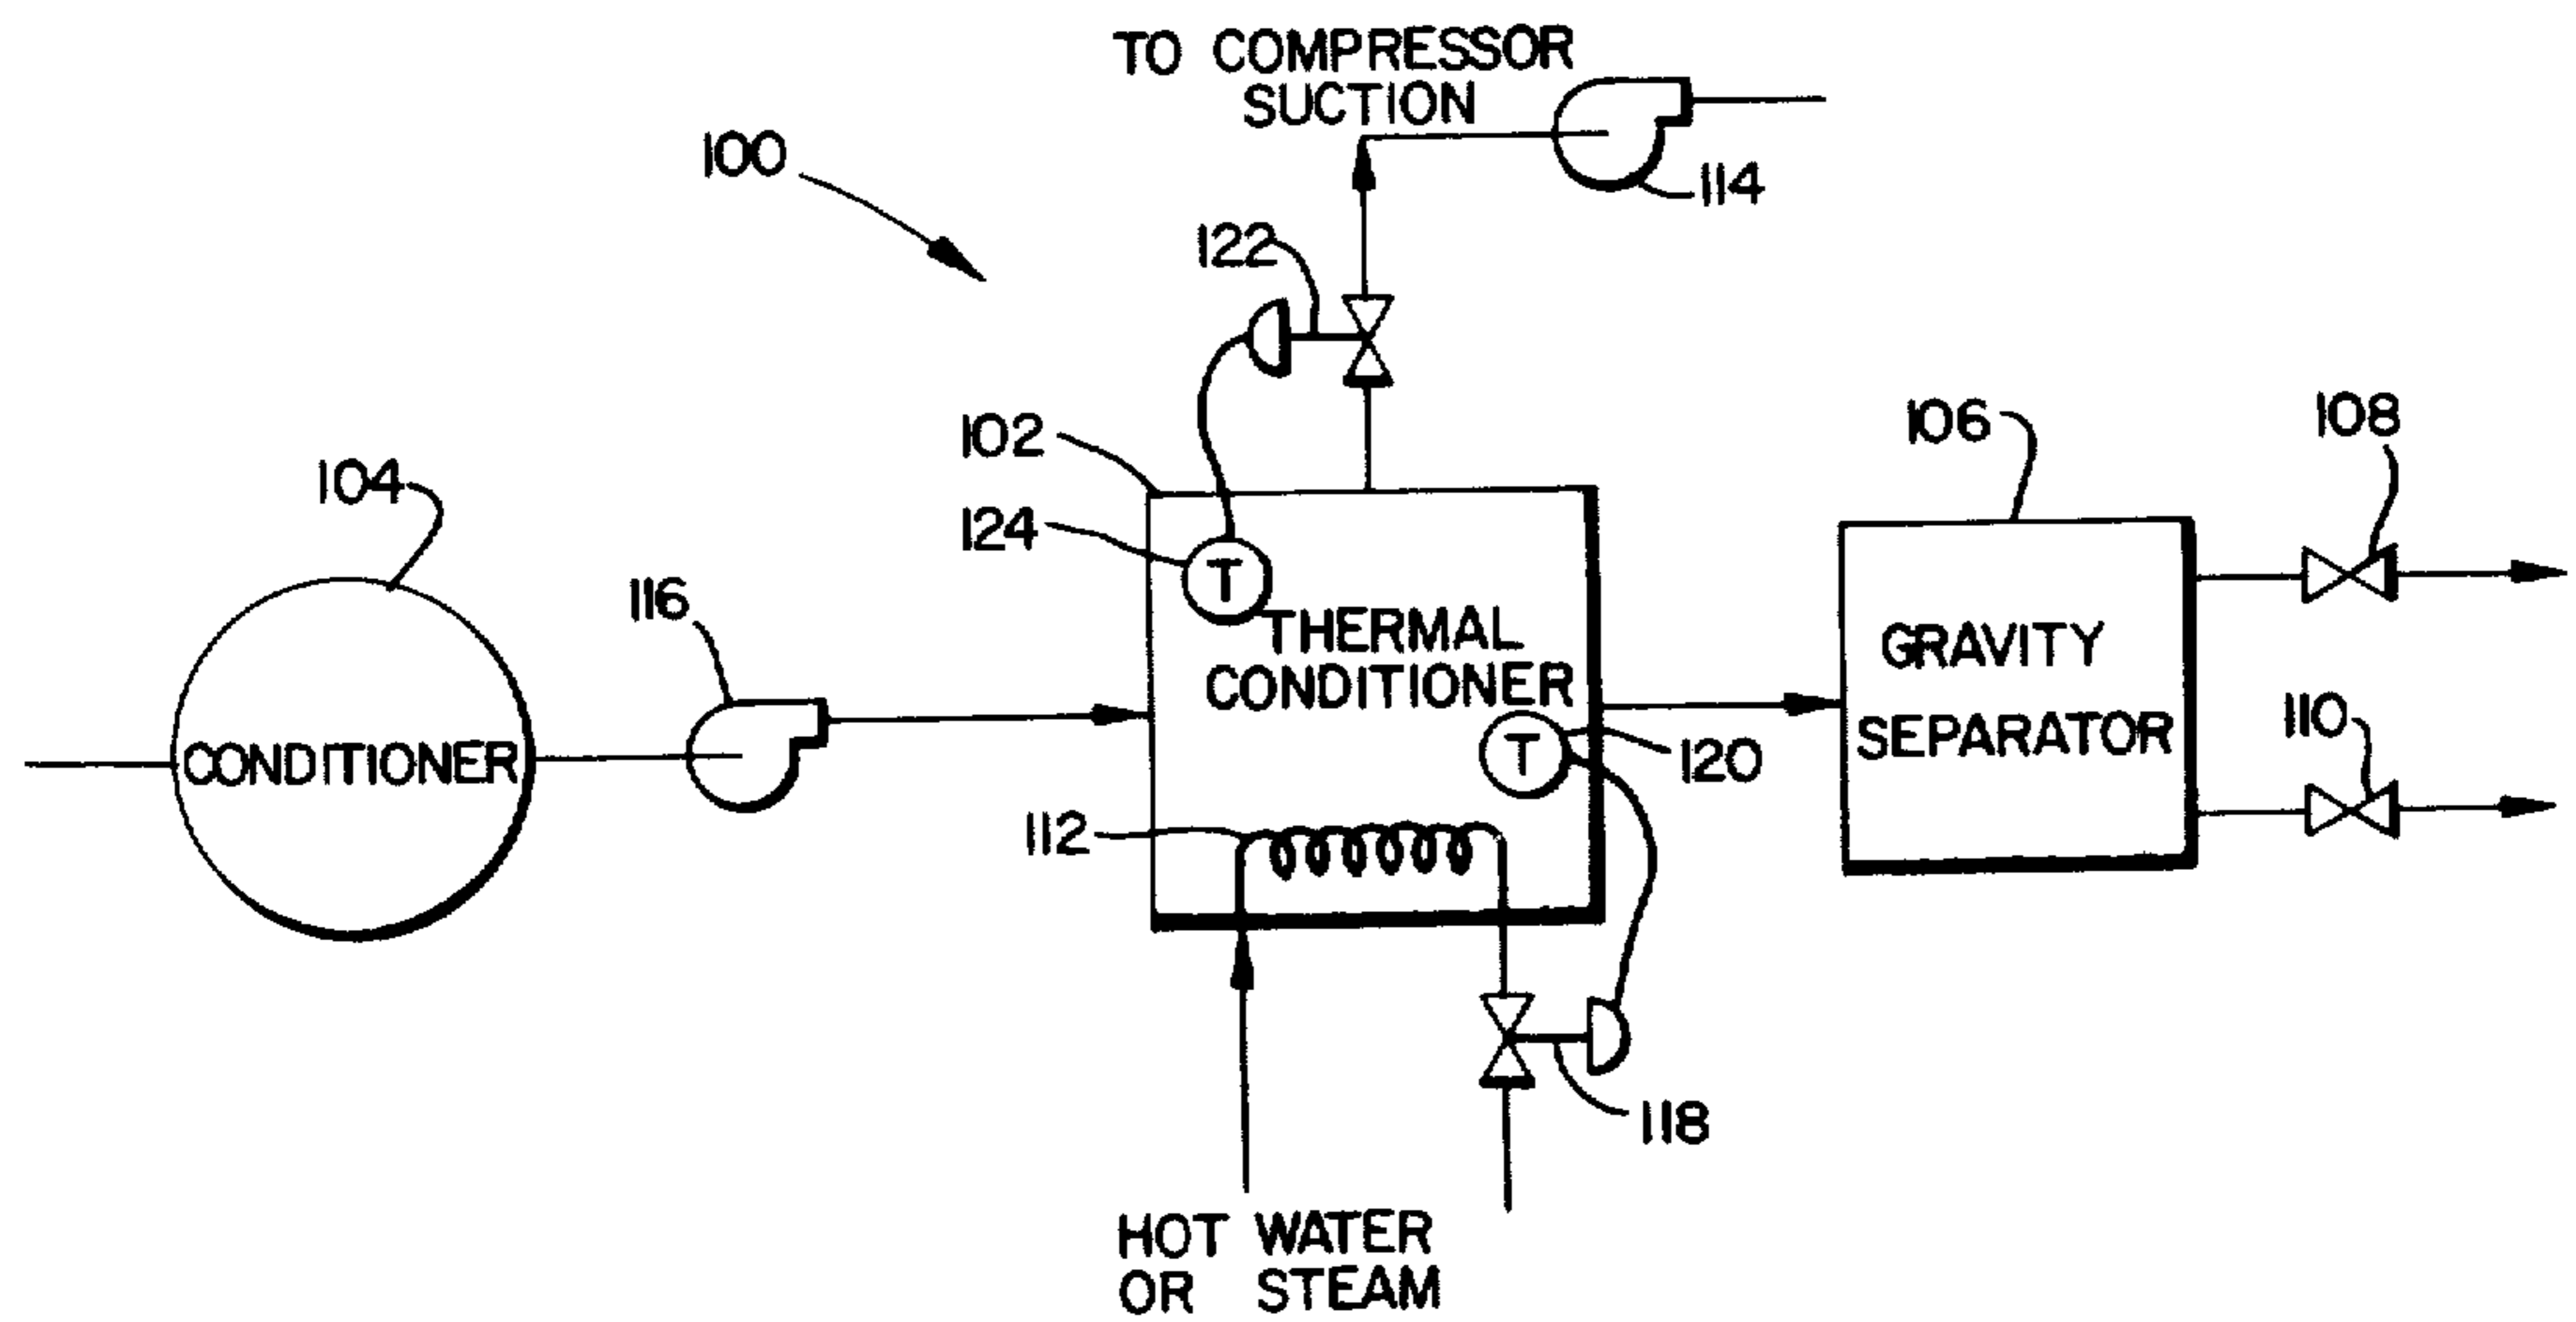 TO COMPRESSOR
SUCTION
100
114
122
102
106
108
104
124
T
116
THERMAL
CONDITIONER
GRAVITY
SEPARATOR
110
CONDITIONER
T
120
112
118
HOT WATER
OR STEAM